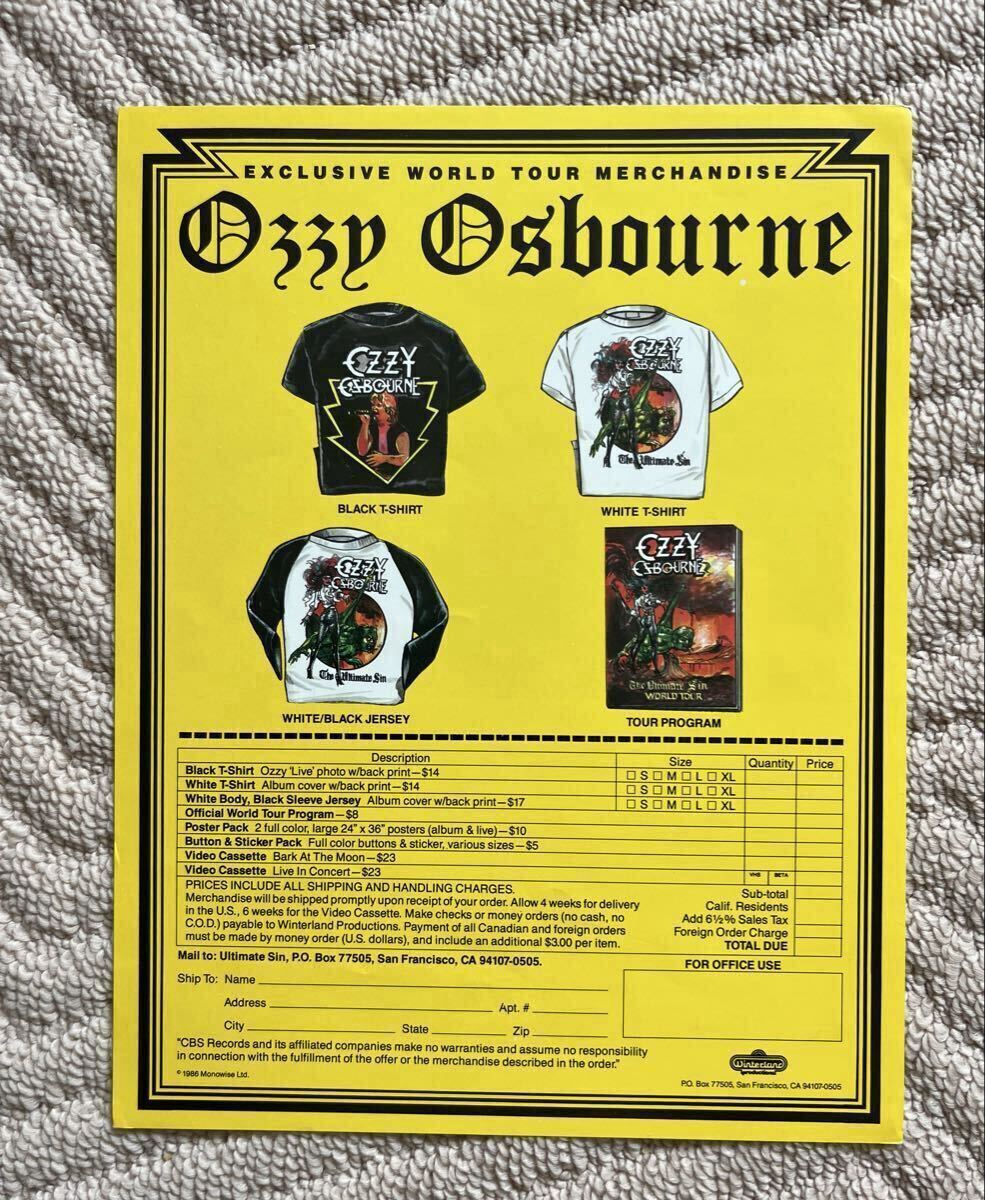 EXCLUSIVE WORLD TOUR MERCHANDISE
Ozzy Osbourne
OZZY
OSBOURNE
OZZY
OSBOURNE
The Ultimate Sin
BLACK T-SHIRT
WHITE T-SHIRT
OZZY
OSBOURNE
The Ultimate Sin
OZZY
OSBOURNE
The Ultimate Sin
WORLD TOUR
WHITE/BLACK JERSEY
TOUR PROGRAM
Description Size Quantity Price
Black T-Shirt Ozzy 'Live' photo w/back print—$14 ☐ S ☐ M ☐ L ☐ XL
White T-Shirt Album cover w/back print—$14 ☐ S ☐ M ☐ L ☐ XL
White Body, Black Sleeve Jersey Album cover w/back print—$17 ☐ S ☐ M ☐ L ☐ XL
Official World Tour Program—$8
Poster Pack 2 full color, large 24" x 36" posters (album & live)—$10
Button & Sticker Pack Full color buttons & sticker, various sizes—$5
Video Cassette Bark At The Moon—$23
Video Cassette Live In Concert—$23 VHS BETA
PRICES INCLUDE ALL SHIPPING AND HANDLING CHARGES.
Merchandise will be shipped promptly upon receipt of your order. Allow 4 weeks for delivery
in the U.S., 6 weeks for the Video Cassette. Make checks or money orders (no cash, no
C.O.D.) payable to Winterland Productions. Payment of all Canadian and foreign orders
must be made by money order (U.S. dollars), and include an additional $3.00 per item.
Sub-total
Calif. Residents
Add 6½% Sales Tax
Foreign Order Charge
TOTAL DUE
Mail to: Ultimate Sin, P.O. Box 77505, San Francisco, CA 94107-0505.
FOR OFFICE USE
Ship To: Name
Address Apt. #
City State Zip
"CBS Records and its affiliated companies make no warranties and assume no responsibility
in connection with the fulfillment of the offer or the merchandise described in the order."
© 1986 Monowise Ltd.
Winterland
productions
P.O. Box 77505, San Francisco, CA 94107-0505